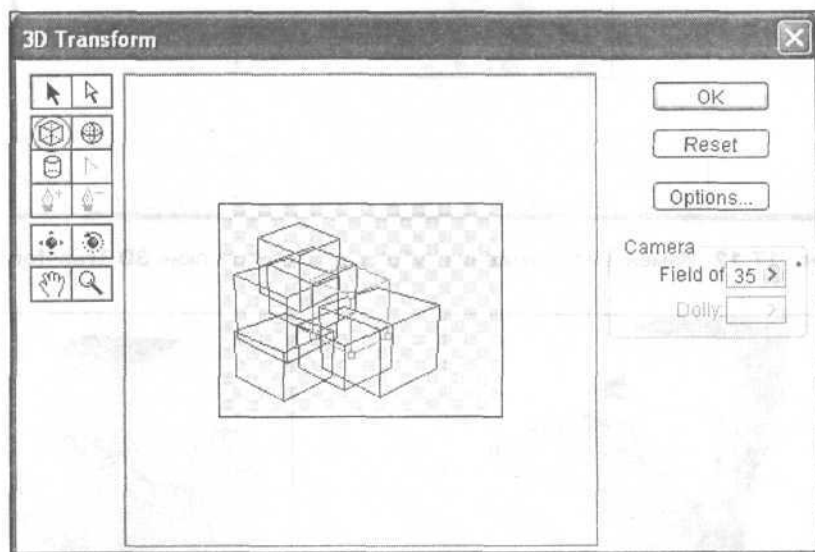 3D Transform
OK
Reset
Options...
Camera
Field of 35
Dolly: